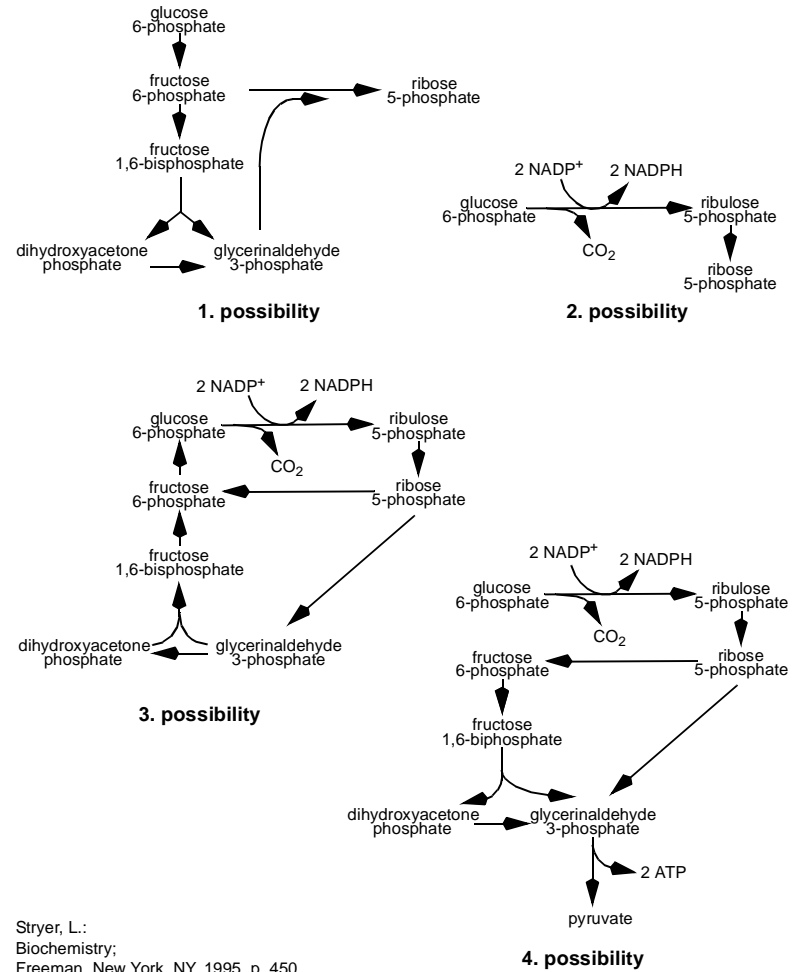 glucose
6-phosphate
fructose
6-phosphate
ribose
5-phosphate
fructose
1,6-bisphosphate
dihydroxyacetone
phosphate
glycerinaldehyde
3-phosphate
1. possibility
2 NADP+
2 NADPH
glucose
6-phosphate
ribulose
5-phosphate
CO2
ribose
5-phosphate
2. possibility
2 NADP+
2 NADPH
glucose
6-phosphate
ribulose
5-phosphate
CO2
fructose
6-phosphate
ribose
5-phosphate
fructose
1,6-bisphosphate
dihydroxyacetone
phosphate
glycerinaldehyde
3-phosphate
3. possibility
2 NADP+
2 NADPH
glucose
6-phosphate
ribulose
5-phosphate
CO2
fructose
6-phosphate
ribose
5-phosphate
fructose
1,6-biphosphate
dihydroxyacetone
phosphate
glycerinaldehyde
3-phosphate
2 ATP
pyruvate
4. possibility
Stryer, L.:
Biochemistry;
Freeman, New York, NY, 1995, p. 450